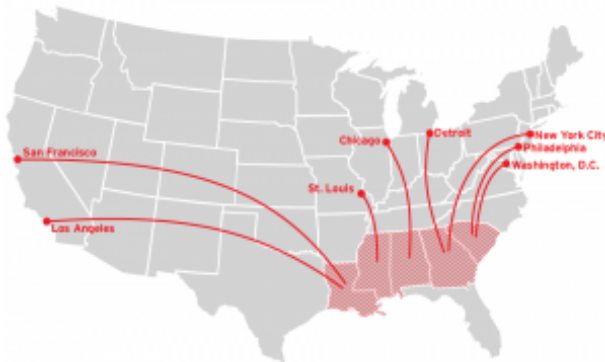 San Francisco
Los Angeles
St. Louis
Chicago
Detroit
New York City
Philadelphia
Washington, D.C.